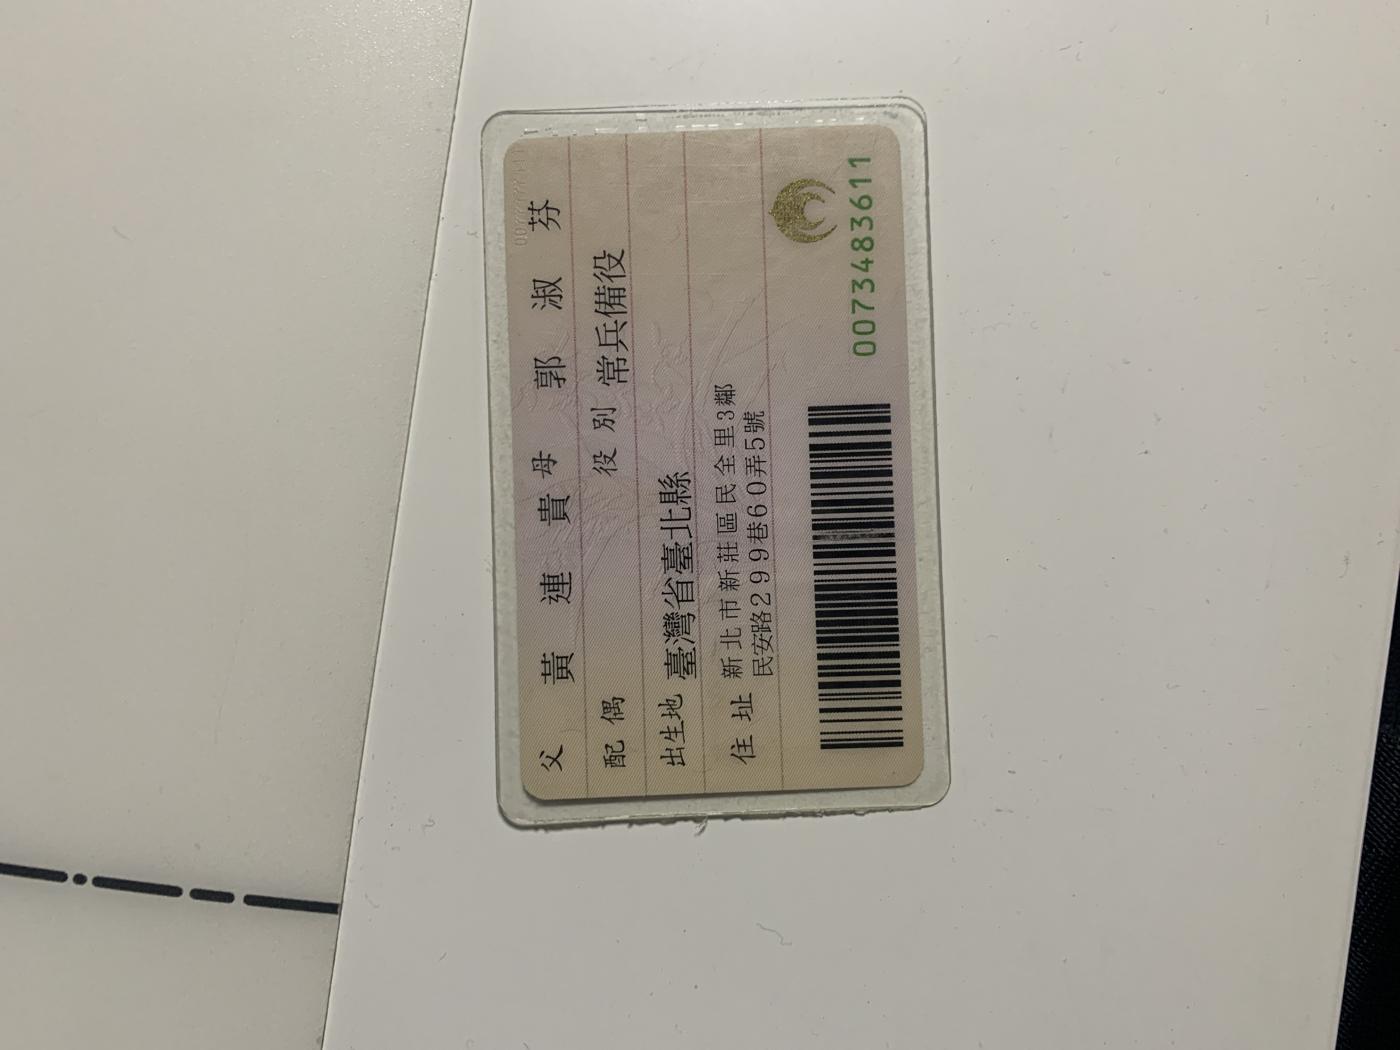 父 黃連貴 母 郭淑芬
配偶 役別 常兵備役
出生地 臺灣省臺北縣
住址 新北市新莊區民全里3鄰
民安路299巷60弄5號
0073483611